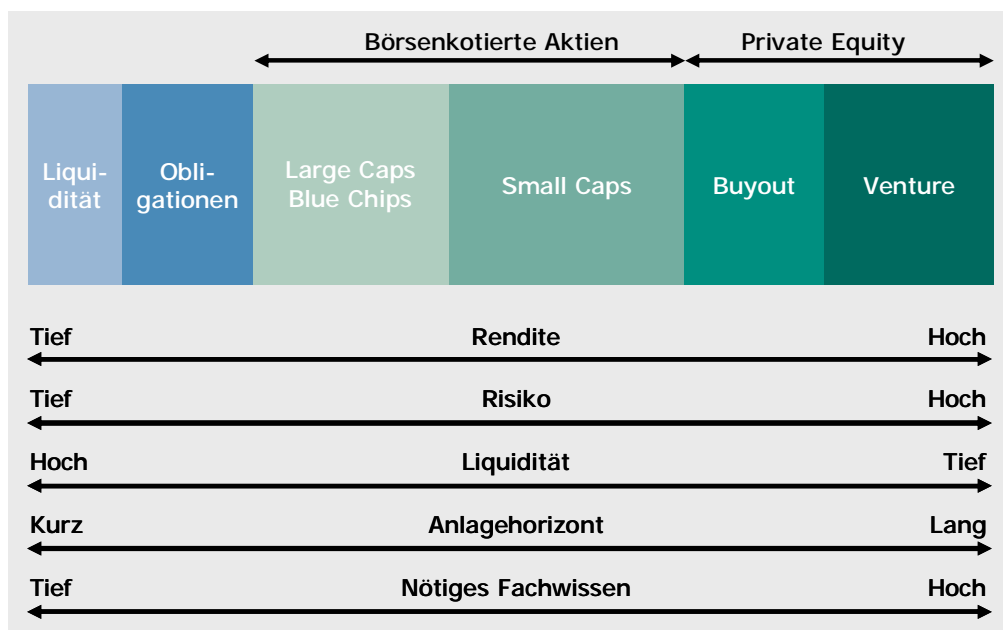 Börsenkotierte Aktien Private Equity
Liqui-
dität
Obli-
gationen
Large Caps
Blue Chips
Small Caps
Buyout
Venture
Tief Rendite Hoch
Tief Risiko Hoch
Hoch Liquidität Tief
Kurz Anlagehorizont Lang
Tief Nötiges Fachwissen Hoch